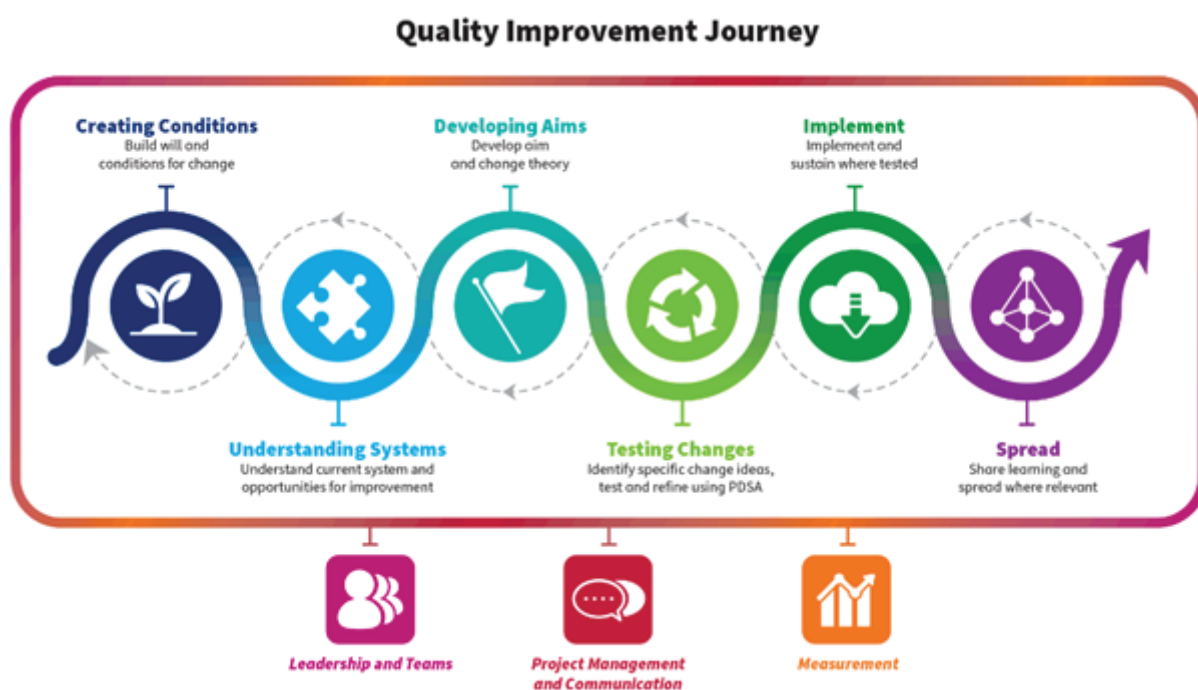 Quality Improvement Journey
Creating Conditions
Build will and
conditions for change
Developing Aims
Develop aim
and change theory
Implement
Implement and
sustain where tested
Understanding Systems
Understand current system and
opportunities for improvement
Testing Changes
Identify specific change ideas,
test and refine using PDSA
Spread
Share learning and
spread where relevant
Leadership and Teams
Project Management
and Communication
Measurement